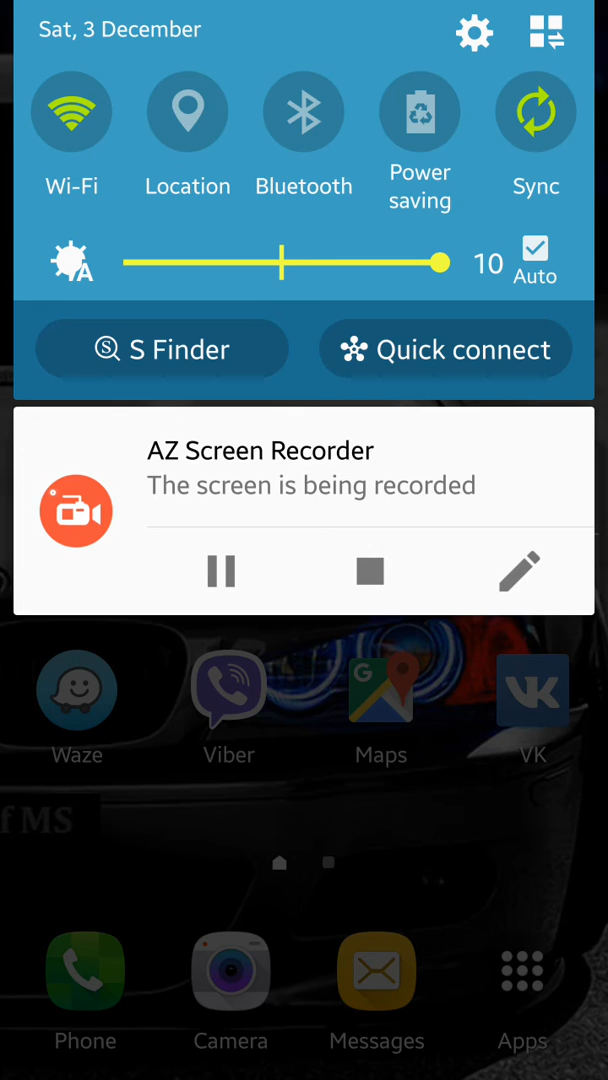 Sat, 3 December
Wi-Fi
Location
Bluetooth
Power
saving
Sync
A
10
Auto
S Finder
Quick connect
AZ Screen Recorder
The screen is being recorded
Waze
Viber
Maps
VK
f MS
Phone
Camera
Messages
Apps